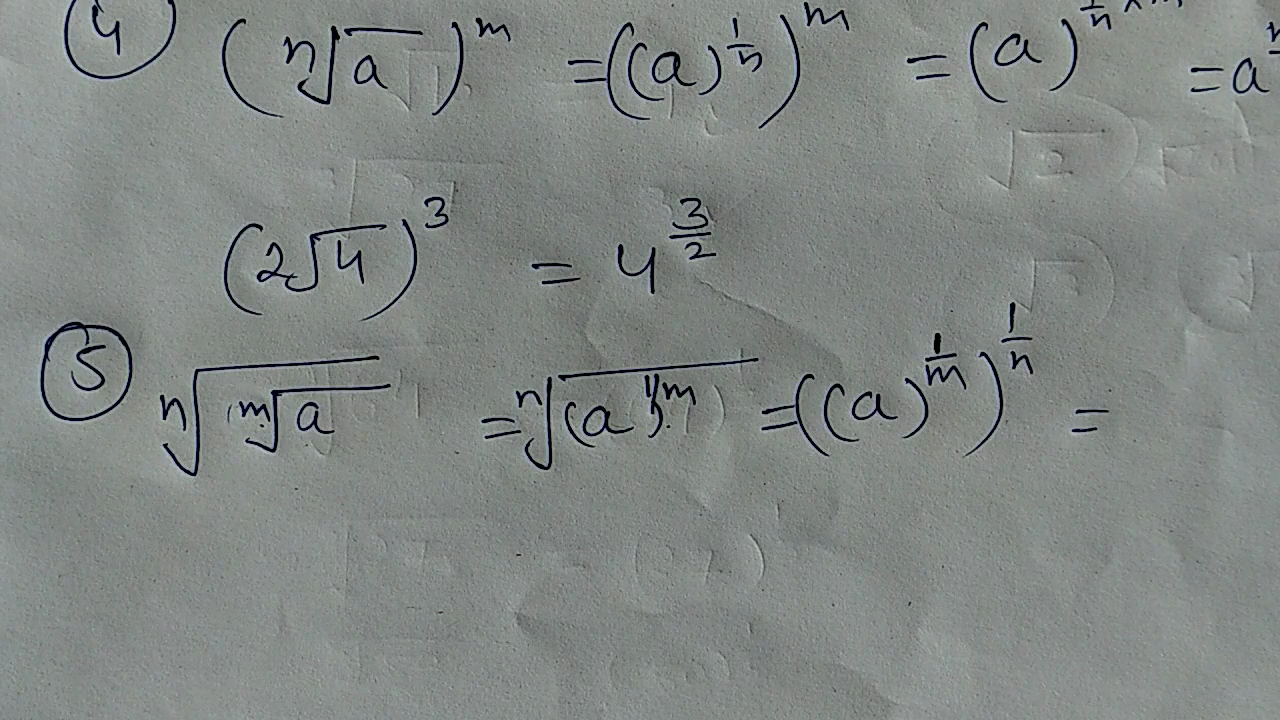 4 (ⁿ√a)^m = ((a)^(1/n))^m = (a)^(1/n × m) = a
(2√4)^3 = 4^(3/2)
5 ⁿ√(ᵐ√a) = ⁿ√((a)^(1/m)) = ((a)^(1/m))^(1/n) =